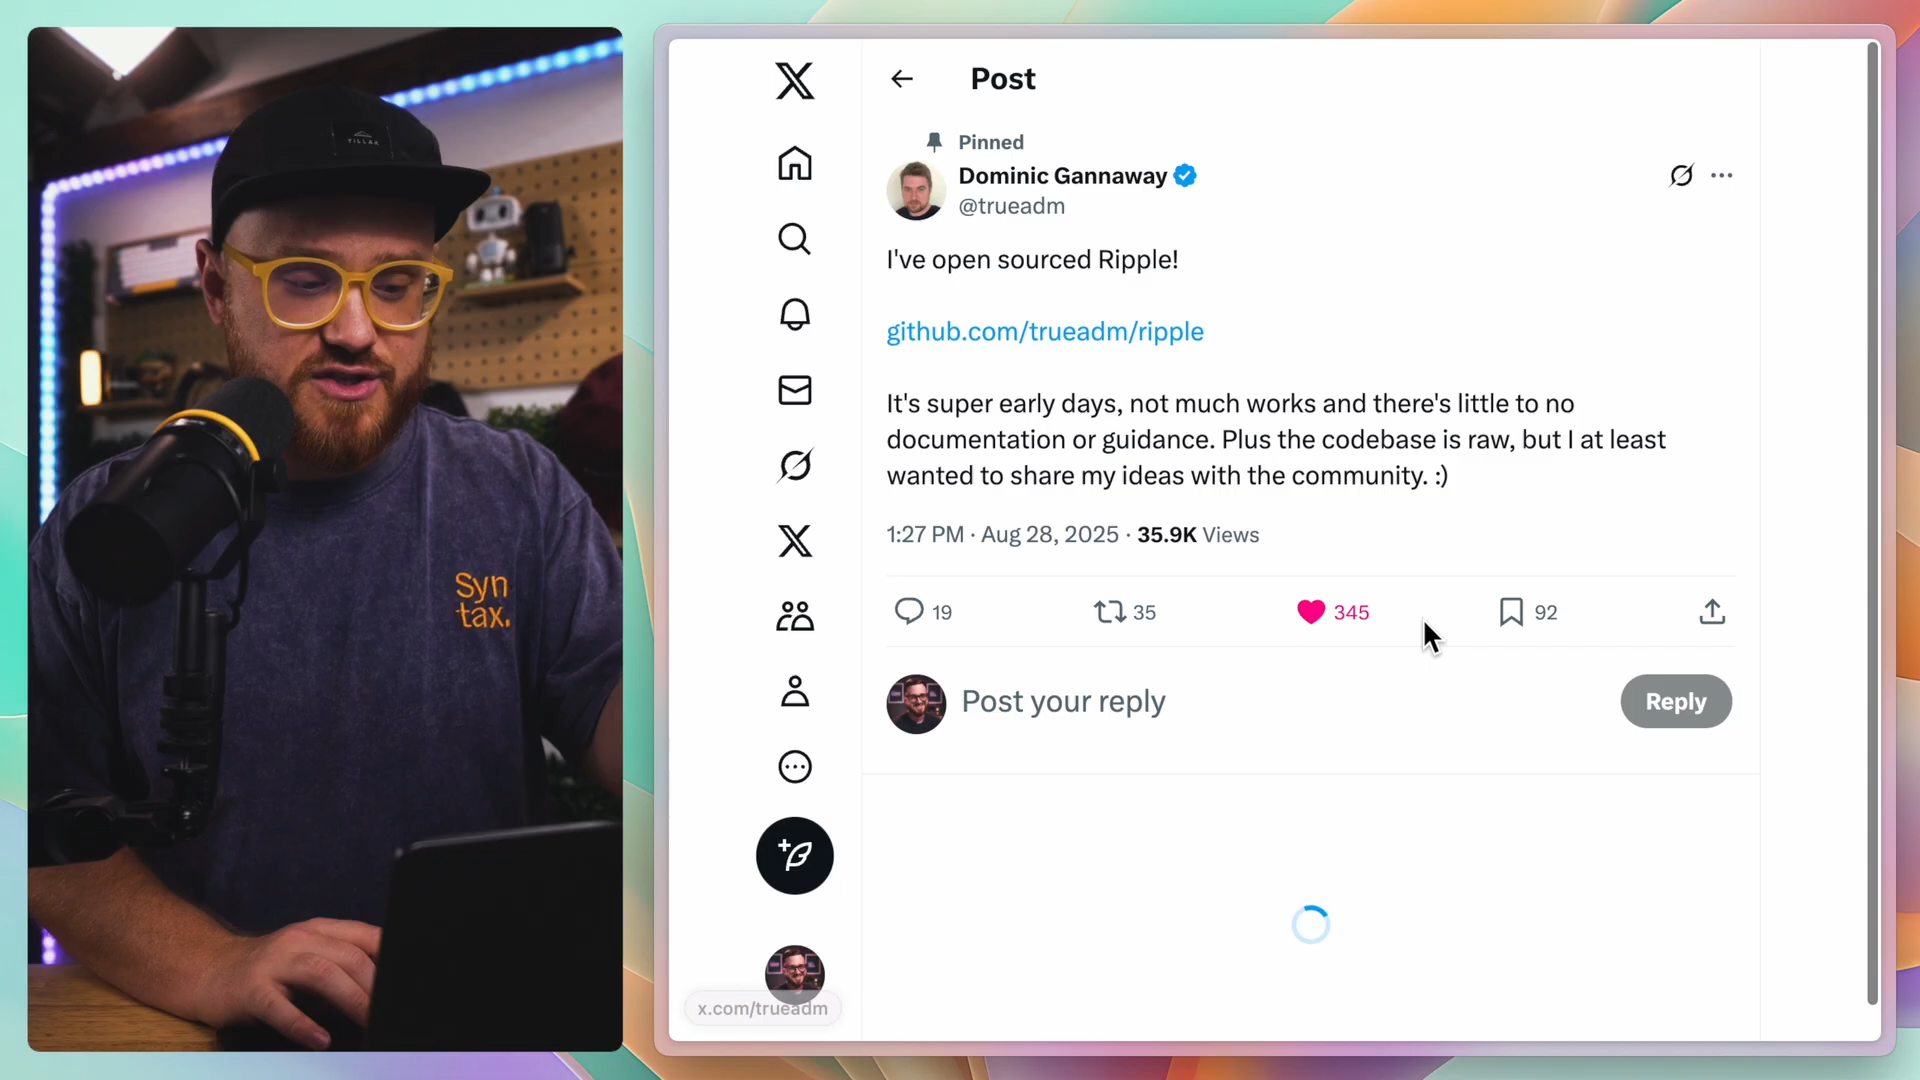 TILLAK
Syn
tax.
Post
Pinned
Dominic Gannaway
@trueadm
I've open sourced Ripple!
github.com/trueadm/ripple
It's super early days, not much works and there's little to no
documentation or guidance. Plus the codebase is raw, but I at least
wanted to share my ideas with the community. :)
1:27 PM · Aug 28, 2025 · 35.9K Views
19 35 345 92
Post your reply
Reply
x.com/trueadm